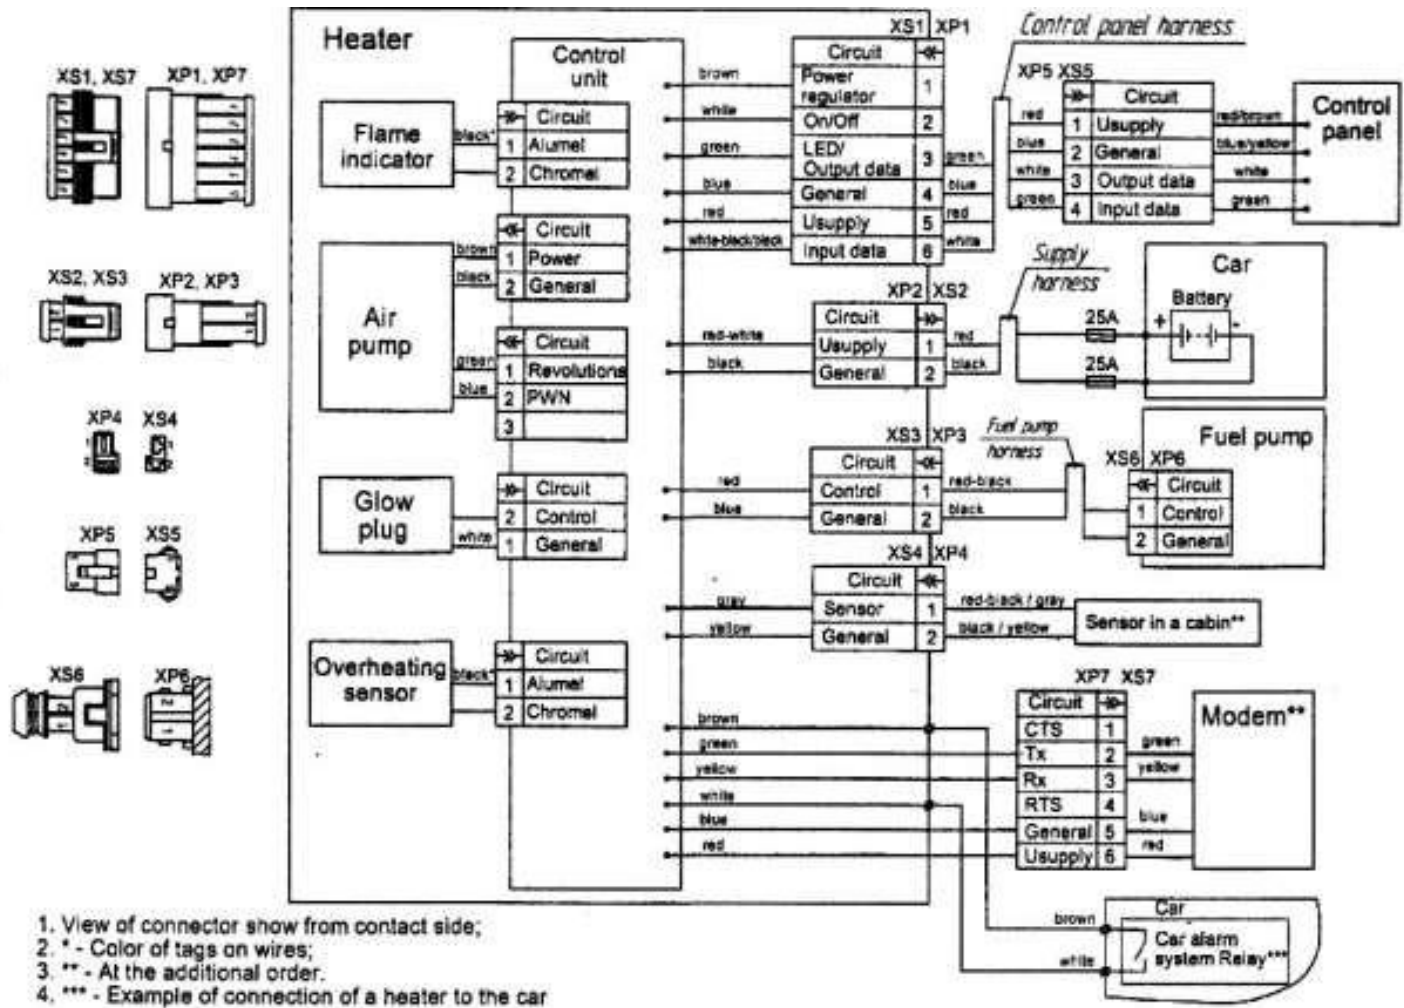 Heater
Control unit
XS1, XS7
XP1, XP7
XS2, XS3
XP2, XP3
XP4
XS4
XP5
XS5
XS6
XP6
Flame indicator
black*
Circuit
1 Alumel
2 Chromel
Air pump
brown
black
Circuit
1 Power
2 General
green
blue
Circuit
1 Revolutions
2 PWN
3
Glow plug
white
Circuit
2 Control
1 General
Overheating sensor
black*
Circuit
1 Alumel
2 Chromel
XS1 XP1
Circuit
brown Power regulator 1
white On/Off 2
green LED/ Output data 3 green
blue General 4 blue
red Usupply 5 red
white-black/black Input data 6 white
Control panel harness
XP5 XS5
Circuit
red 1 Usupply red/brown
blue 2 General blue/yellow
white 3 Output data white
green 4 Input data green
Control panel
XP2 XS2
Circuit
red-white Usupply 1 red
black General 2 black
Supply harness
25A
25A
Car
Battery
+ -
XS3 XP3
Circuit
red Control 1 red-black
blue General 2 black
Fuel pump harness
XS6 XP6
Fuel pump
Circuit
1 Control
2 General
XS4 XP4
Circuit
gray Sensor 1 red-black / gray
yellow General 2 black / yellow
Sensor in a cabin**
XP7 XS7
Circuit
brown
green
yellow
white
blue
red
CTS 1
Tx 2 green
Rx 3 yellow
RTS 4
General 5 blue
Usupply 6 red
Modem**
brown
white
Car
Car alarm system Relay***
1. View of connector show from contact side;
2. * - Color of tags on wires;
3. ** - At the additional order.
4. *** - Example of connection of a heater to the car